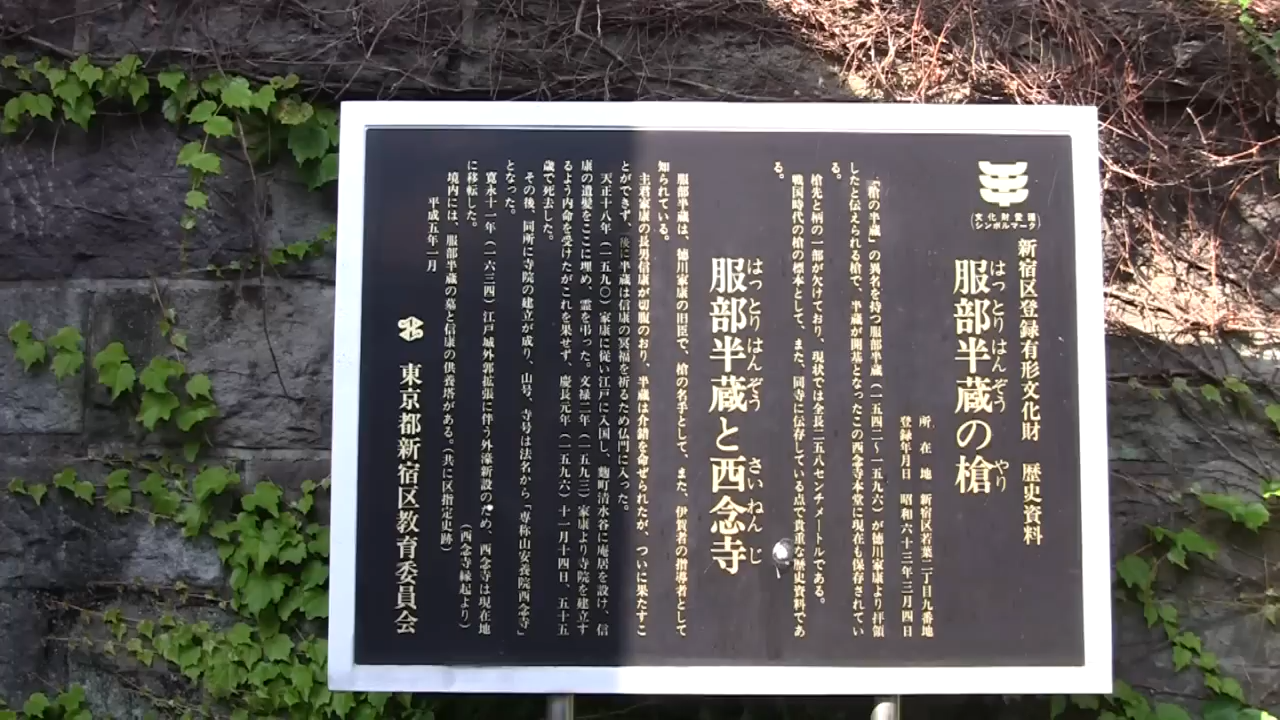 文化財愛護
シンボルマーク
新宿区登録有形文化財 歴史資料
はっとりはんぞう やり
服部半蔵の槍
所在地 新宿区若葉二丁目九番地
登録年月日 昭和六十三年三月四日
「槍の半蔵」の異名を持つ服部半蔵(一五四二～一五九六)が徳川家康より拝領
したと伝えられる槍で、半蔵が開基となったこの西念寺本堂に現在も保存されてい
る。
槍先と柄の一部が欠けており、現状では全長二五八センチメートルである。
戦国時代の槍の標本として、また、同寺に伝存している点で貴重な歴史資料であ
る。
はっとりはんぞう さいねんじ
服部半蔵と西念寺
服部半蔵は、徳川家康の旧臣で、槍の名手として、また、伊賀者の指導者として
知られている。
主君家康の長男信康が切腹のおり、半蔵は介錯を命ぜられたが、ついに果たすこ
とができず、後に半蔵は信康の冥福を祈るため仏門に入った。
天正十八年(一五九〇)家康に従い江戸に入国し、麹町清水谷に庵居を設け、信
康の遺髪をここに埋め、霊を弔った。文禄二年(一五九三)家康より寺院を建立す
るよう内命を受けたがこれを果せず、慶長元年(一五九六)十一月十四日、五十五
歳で死去した。
その後、同所に寺院の建立が成り、山号、寺号は法名から「専称山安養院西念寺」
となった。
寛永十一年(一六三四)江戸城外郭拡張に伴う外濠新設のため、西念寺は現在地
に移転した。 (西念寺縁起より)
境内には、服部半蔵の墓と信康の供養塔がある。(共に区指定史跡)
平成五年一月
東京都新宿区教育委員会